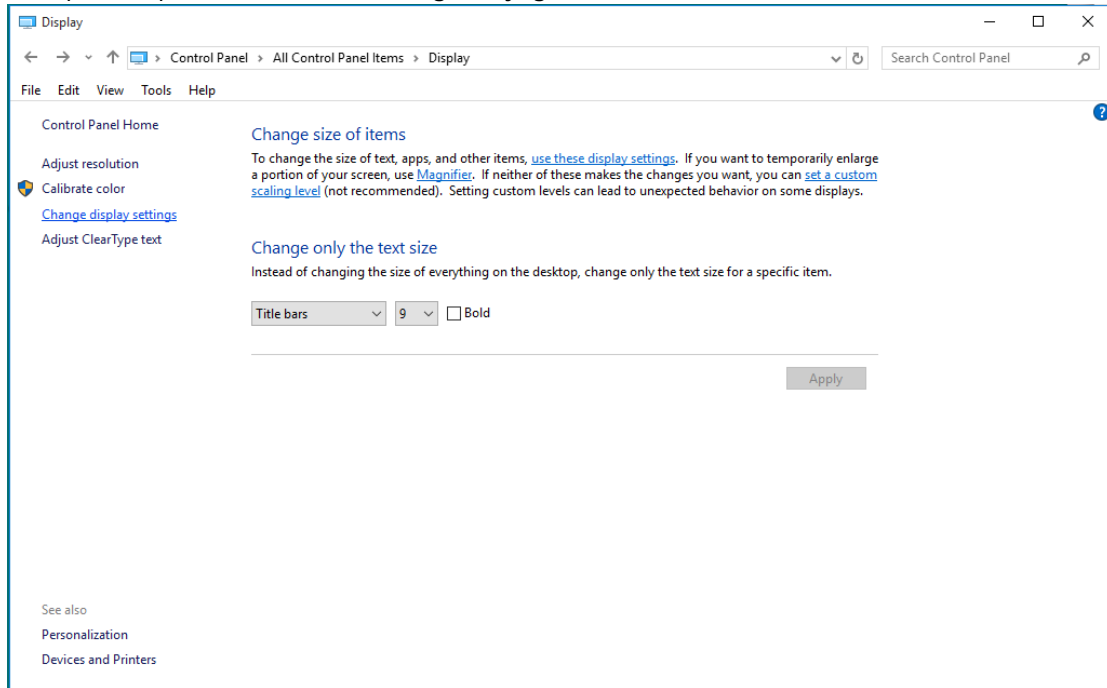 Display
Control Panel > All Control Panel Items > Display
Search Control Panel
File Edit View Tools Help
Control Panel Home
Adjust resolution
Calibrate color
Change display settings
Adjust ClearType text
Change size of items
To change the size of text, apps, and other items, use these display settings. If you want to temporarily enlarge
a portion of your screen, use Magnifier. If neither of these makes the changes you want, you can set a custom
scaling level (not recommended). Setting custom levels can lead to unexpected behavior on some displays.
Change only the text size
Instead of changing the size of everything on the desktop, change only the text size for a specific item.
Title bars 9 Bold
Apply
See also
Personalization
Devices and Printers